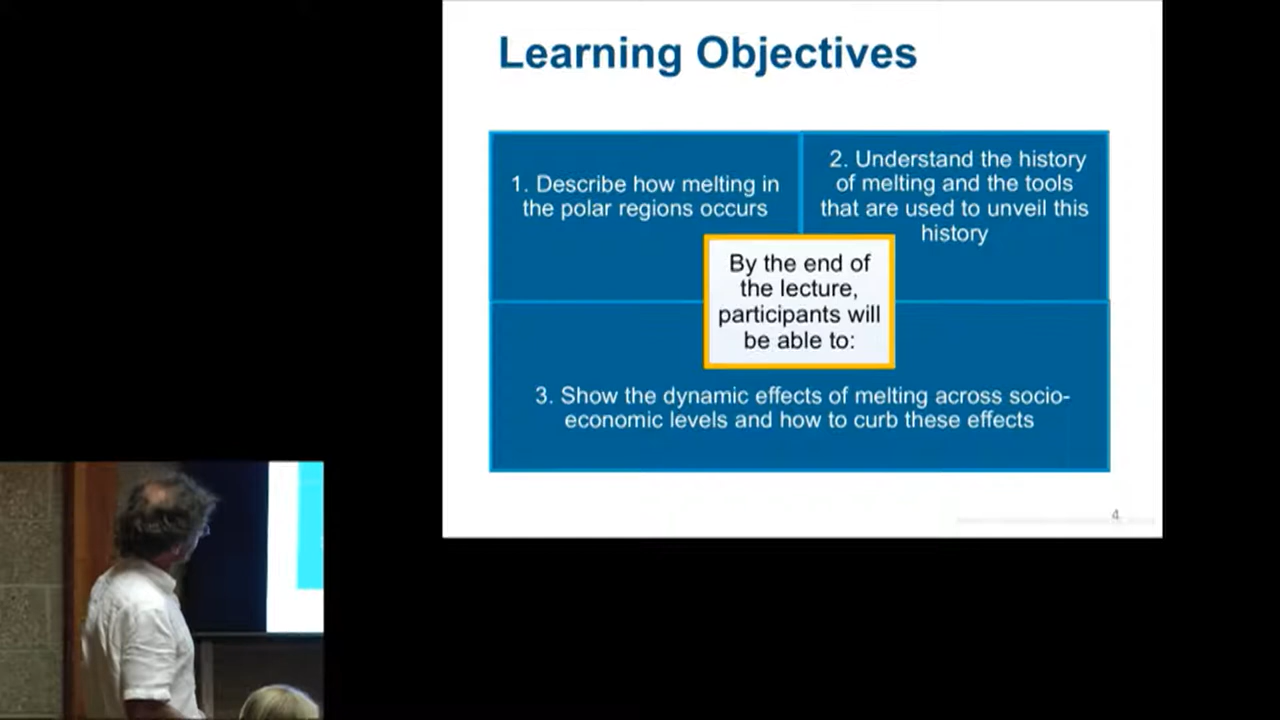 Learning Objectives
1. Describe how melting in
the polar regions occurs
2. Understand the history
of melting and the tools
that are used to unveil this
history
By the end of
the lecture,
participants will
be able to:
3. Show the dynamic effects of melting across socio-
economic levels and how to curb these effects
4